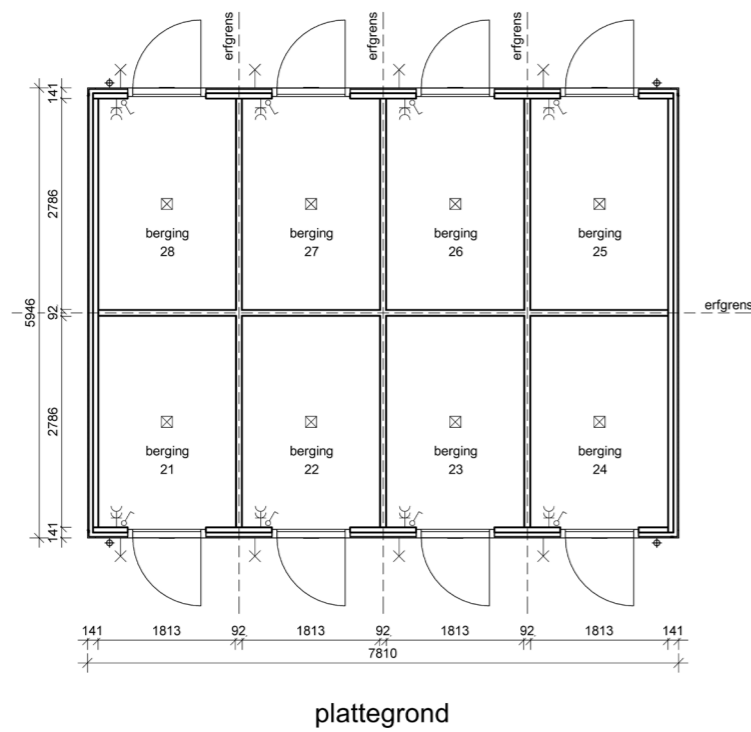 erfgrens
erfgrens
erfgrens
141
2786
92
2786
141
5946
berging
28
berging
27
berging
26
berging
25
erfgrens
berging
21
berging
22
berging
23
berging
24
141 1813 92 1813 92 1813 92 1813 141
7810
plattegrond